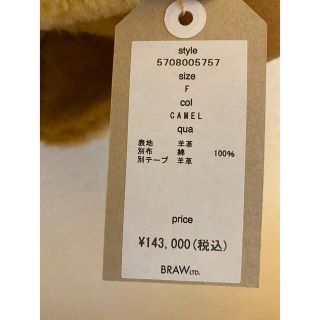 style
5708005757
size
F
col
CAMEL
qua
表地 羊革
別布 綿 100%
別テープ 羊革
price
¥143,000(税込)
BRAW LTD.